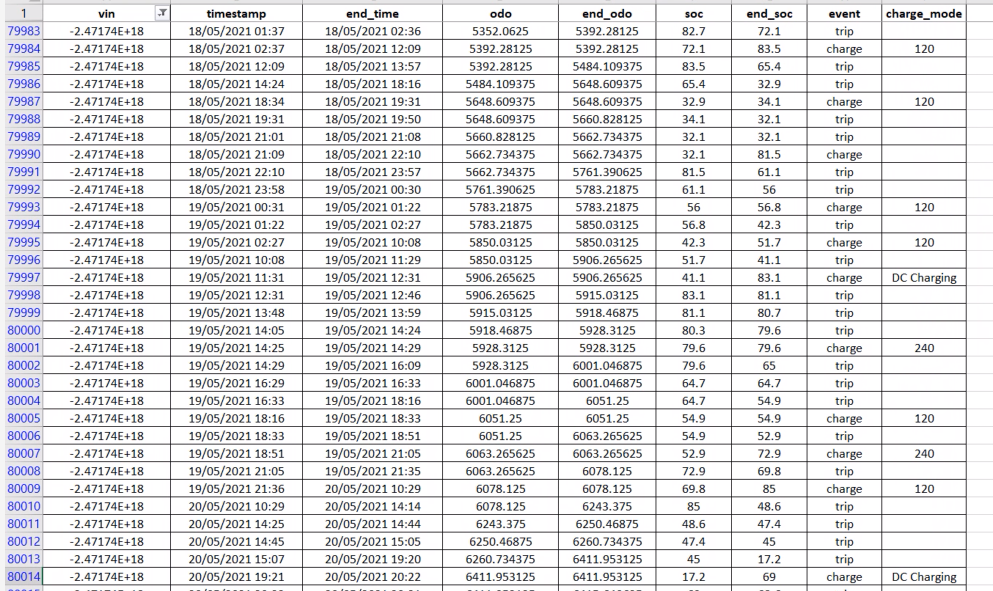 1 vin timestamp end_time odo end_odo soc end_soc event charge_mode
79983 -2.47174E+18 18/05/2021 01:37 18/05/2021 02:36 5352.0625 5392.28125 82.7 72.1 trip
79984 -2.47174E+18 18/05/2021 02:37 18/05/2021 12:09 5392.28125 5392.28125 72.1 83.5 charge 120
79985 -2.47174E+18 18/05/2021 12:09 18/05/2021 13:57 5392.28125 5484.109375 83.5 65.4 trip
79986 -2.47174E+18 18/05/2021 14:24 18/05/2021 18:16 5484.109375 5648.609375 65.4 32.9 trip
79987 -2.47174E+18 18/05/2021 18:34 18/05/2021 19:31 5648.609375 5648.609375 32.9 34.1 charge 120
79988 -2.47174E+18 18/05/2021 19:31 18/05/2021 19:50 5648.609375 5660.828125 34.1 32.1 trip
79989 -2.47174E+18 18/05/2021 21:01 18/05/2021 21:08 5660.828125 5662.734375 32.1 32.1 trip
79990 -2.47174E+18 18/05/2021 21:09 18/05/2021 22:10 5662.734375 5662.734375 32.1 81.5 charge
79991 -2.47174E+18 18/05/2021 22:10 18/05/2021 23:57 5662.734375 5761.390625 81.5 61.1 trip
79992 -2.47174E+18 18/05/2021 23:58 19/05/2021 00:30 5761.390625 5783.21875 61.1 56 trip
79993 -2.47174E+18 19/05/2021 00:31 19/05/2021 01:22 5783.21875 5783.21875 56 56.8 charge 120
79994 -2.47174E+18 19/05/2021 01:22 19/05/2021 02:27 5783.21875 5850.03125 56.8 42.3 trip
79995 -2.47174E+18 19/05/2021 02:27 19/05/2021 10:08 5850.03125 5850.03125 42.3 51.7 charge 120
79996 -2.47174E+18 19/05/2021 10:08 19/05/2021 11:29 5850.03125 5906.265625 51.7 41.1 trip
79997 -2.47174E+18 19/05/2021 11:31 19/05/2021 12:31 5906.265625 5906.265625 41.1 83.1 charge DC Charging
79998 -2.47174E+18 19/05/2021 12:31 19/05/2021 12:46 5906.265625 5915.03125 83.1 81.1 trip
79999 -2.47174E+18 19/05/2021 13:48 19/05/2021 13:59 5915.03125 5918.46875 81.1 80.7 trip
80000 -2.47174E+18 19/05/2021 14:05 19/05/2021 14:24 5918.46875 5928.3125 80.3 79.6 trip
80001 -2.47174E+18 19/05/2021 14:25 19/05/2021 14:29 5928.3125 5928.3125 79.6 79.6 charge 240
80002 -2.47174E+18 19/05/2021 14:29 19/05/2021 16:09 5928.3125 6001.046875 79.6 65 trip
80003 -2.47174E+18 19/05/2021 16:29 19/05/2021 16:33 6001.046875 6001.046875 64.7 64.7 trip
80004 -2.47174E+18 19/05/2021 16:33 19/05/2021 18:16 6001.046875 6051.25 64.7 54.9 trip
80005 -2.47174E+18 19/05/2021 18:16 19/05/2021 18:33 6051.25 6051.25 54.9 54.9 charge 120
80006 -2.47174E+18 19/05/2021 18:33 19/05/2021 18:51 6051.25 6063.265625 54.9 52.9 trip
80007 -2.47174E+18 19/05/2021 18:51 19/05/2021 21:05 6063.265625 6063.265625 52.9 72.9 charge 240
80008 -2.47174E+18 19/05/2021 21:05 19/05/2021 21:35 6063.265625 6078.125 72.9 69.8 trip
80009 -2.47174E+18 19/05/2021 21:36 20/05/2021 10:29 6078.125 6078.125 69.8 85 charge 120
80010 -2.47174E+18 20/05/2021 10:29 20/05/2021 14:14 6078.125 6243.375 85 48.6 trip
80011 -2.47174E+18 20/05/2021 14:25 20/05/2021 14:44 6243.375 6250.46875 48.6 47.4 trip
80012 -2.47174E+18 20/05/2021 14:45 20/05/2021 15:05 6250.46875 6260.734375 47.4 45 trip
80013 -2.47174E+18 20/05/2021 15:07 20/05/2021 19:20 6260.734375 6411.953125 45 17.2 trip
80014 -2.47174E+18 20/05/2021 19:21 20/05/2021 20:22 6411.953125 6411.953125 17.2 69 charge DC Charging